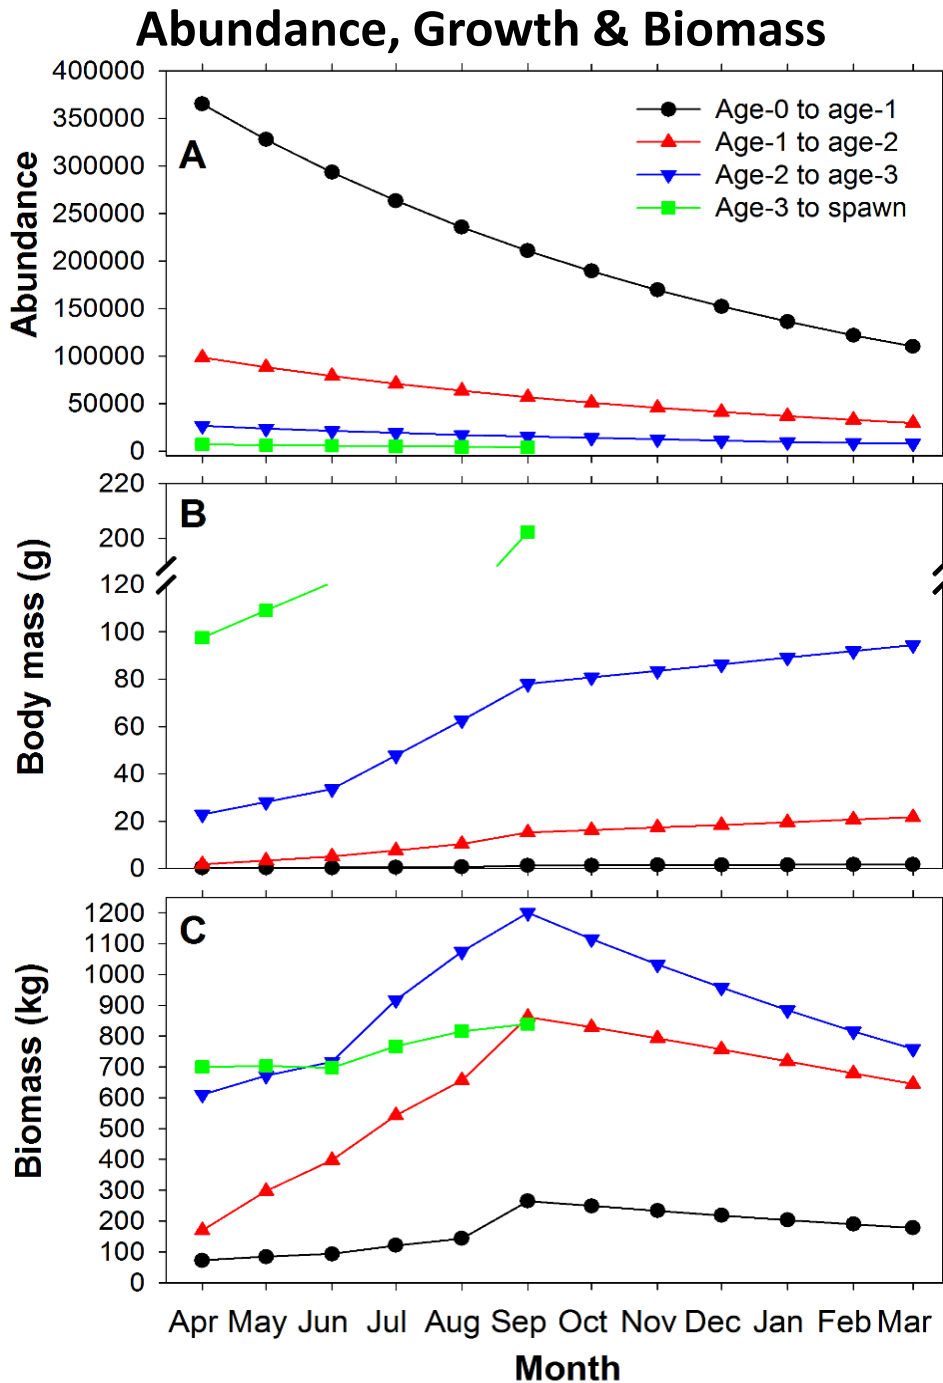 Abundance, Growth & Biomass
400000
350000
300000
250000
200000
150000
100000
50000
0
Abundance
A
Age-0 to age-1
Age-1 to age-2
Age-2 to age-3
Age-3 to spawn
220
200
120
100
80
60
40
20
0
Body mass (g)
B
1200
1100
1000
900
800
700
600
500
400
300
200
100
0
Biomass (kg)
C
Apr May Jun Jul Aug Sep Oct Nov Dec Jan Feb Mar
Month